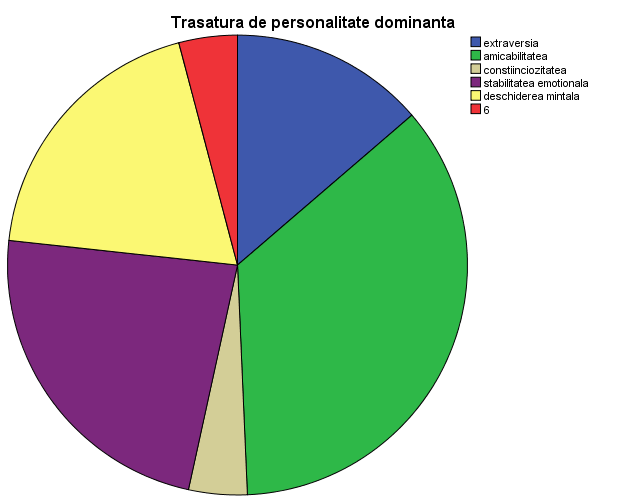 Trasatura de personalitate dominanta
extraversia
amicabilitatea
constiinciozitatea
stabilitatea emotionala
deschiderea mintala
6